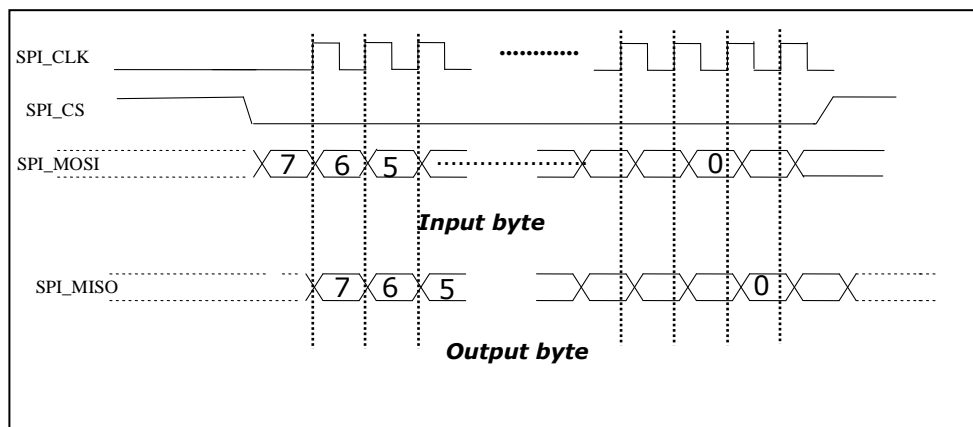 SPI_CLK
SPI_CS
SPI_MOSI
7 6 5 0
Input byte
SPI_MISO
7 6 5 0
Output byte